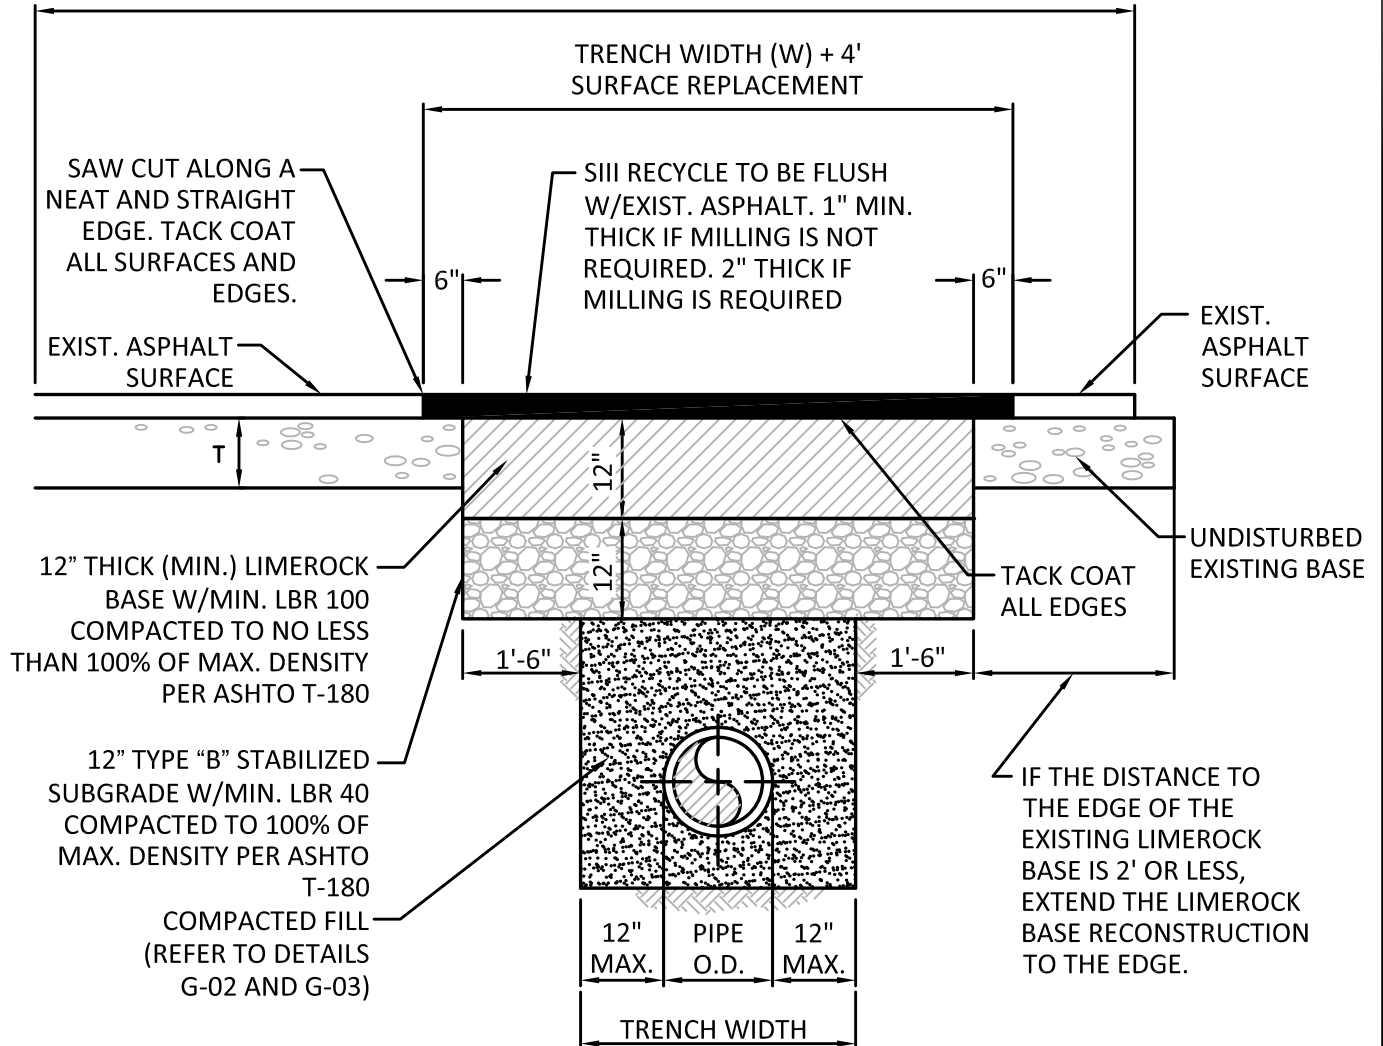 TRENCH WIDTH (W) + 4'
SURFACE REPLACEMENT
SAW CUT ALONG A
NEAT AND STRAIGHT
EDGE. TACK COAT
ALL SURFACES AND
EDGES.
SIII RECYCLE TO BE FLUSH
W/EXIST. ASPHALT. 1" MIN.
THICK IF MILLING IS NOT
REQUIRED. 2" THICK IF
MILLING IS REQUIRED
6"
6"
EXIST. ASPHALT
SURFACE
EXIST.
ASPHALT
SURFACE
T
12"
12"
12” THICK (MIN.) LIMEROCK
BASE W/MIN. LBR 100
COMPACTED TO NO LESS
THAN 100% OF MAX. DENSITY
PER ASHTO T-180
UNDISTURBED
EXISTING BASE
TACK COAT
ALL EDGES
1'-6"
1'-6"
12” TYPE “B” STABILIZED
SUBGRADE W/MIN. LBR 40
COMPACTED TO 100% OF
MAX. DENSITY PER ASHTO
T-180
COMPACTED FILL
(REFER TO DETAILS
G-02 AND G-03)
IF THE DISTANCE TO
THE EDGE OF THE
EXISTING LIMEROCK
BASE IS 2' OR LESS,
EXTEND THE LIMEROCK
BASE RECONSTRUCTION
TO THE EDGE.
12"
MAX.
PIPE
O.D.
12"
MAX.
TRENCH WIDTH